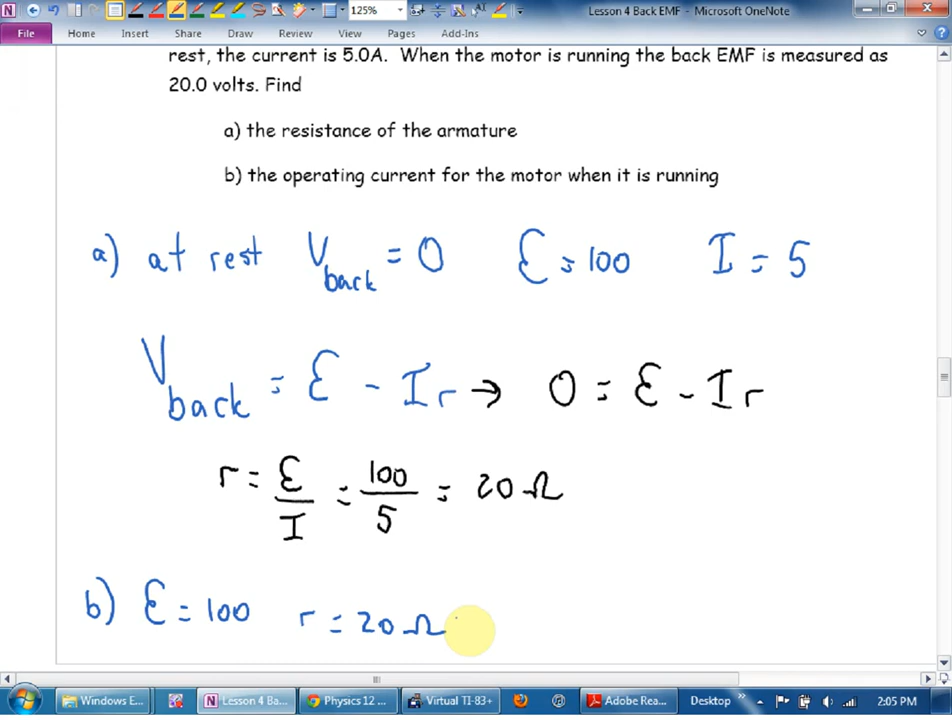 125%
Lesson 4 Back EMF - Microsoft OneNote
File Home Insert Share Draw Review View Pages Add-Ins
rest, the current is 5.0A. When the motor is running the back EMF is measured as
20.0 volts. Find
a) the resistance of the armature
b) the operating current for the motor when it is running
a) at rest V back = 0 ℰ = 100 I = 5
V back = ℰ - Ir → 0 = ℰ - Ir
r = ℰ/I = 100/5 = 20 Ω
b) ℰ = 100 r = 20 Ω
Windows E... Lesson 4 Ba... Physics 12 ... Virtual TI-83+ Adobe Rea... Desktop 2:05 PM